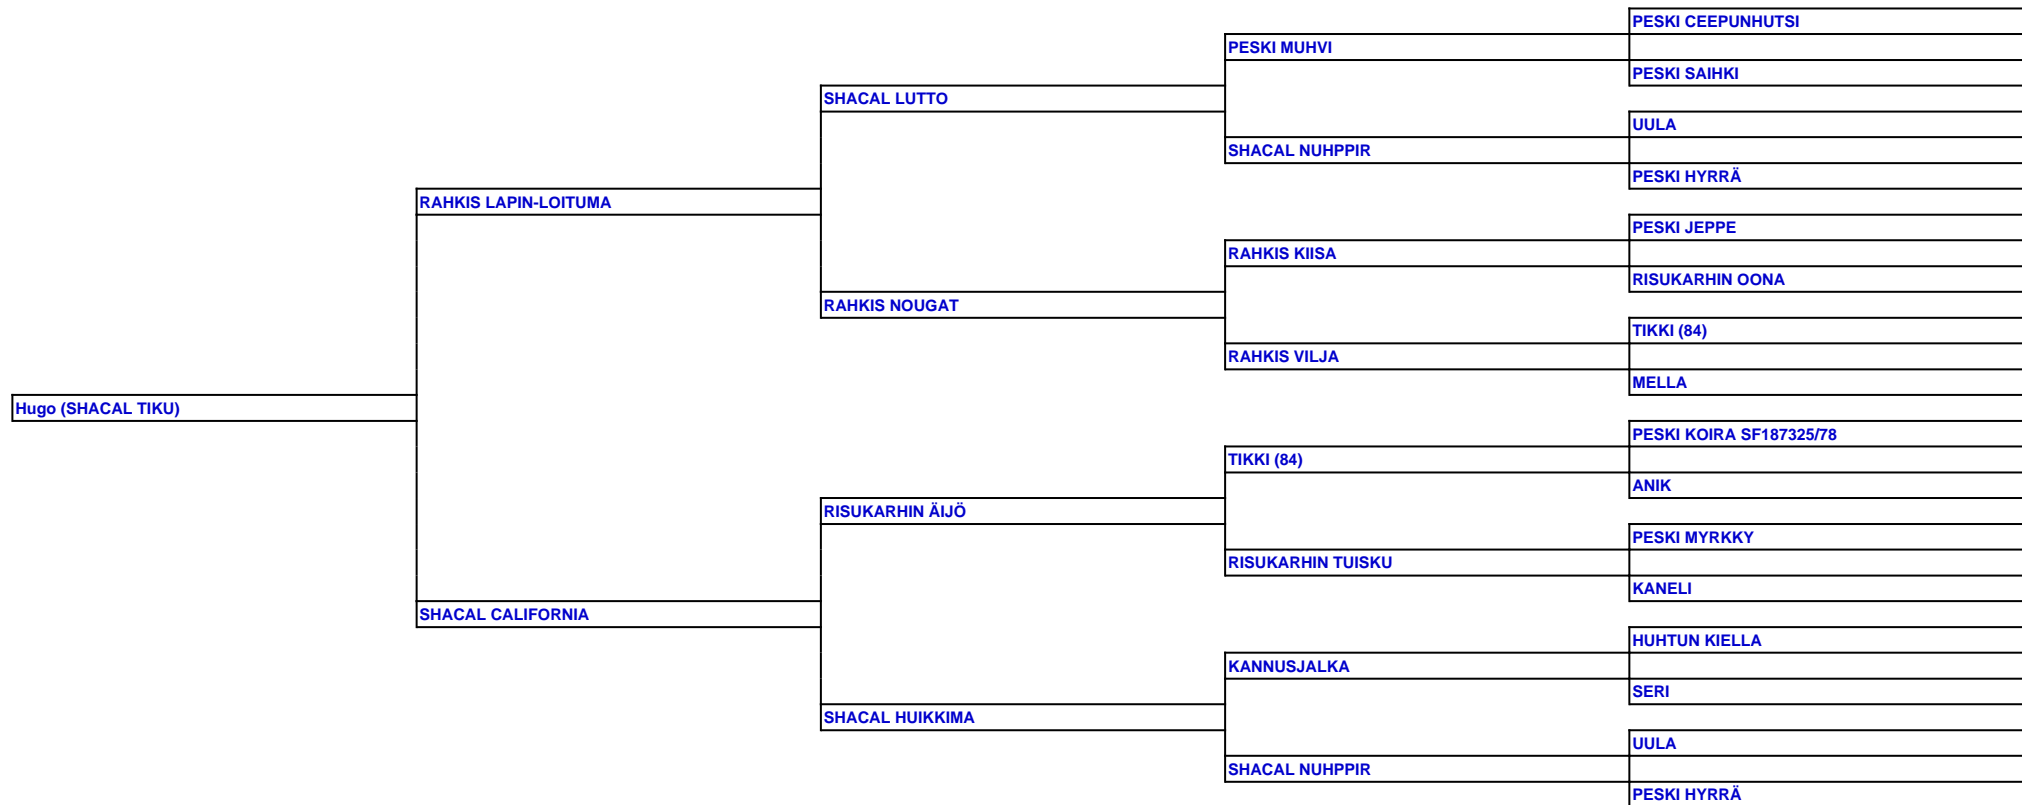 PESKI CEEPUNHUTSI
PESKI MUHVI
PESKI SAIHKI
SHACAL LUTTO
UULA
SHACAL NUHPPIR
PESKI HYRRÄ
RAHKIS LAPIN-LOITUMA
PESKI JEPPE
RAHKIS KIISA
RISUKARHIN OONA
RAHKIS NOUGAT
TIKKI (84)
RAHKIS VILJA
MELLA
Hugo (SHACAL TIKU)
PESKI KOIRA SF187325/78
TIKKI (84)
ANIK
RISUKARHIN ÄIJÖ
PESKI MYRKKY
RISUKARHIN TUISKU
KANELI
SHACAL CALIFORNIA
HUHTUN KIELLA
KANNUSJALKA
SERI
SHACAL HUIKKIMA
UULA
SHACAL NUHPPIR
PESKI HYRRÄ